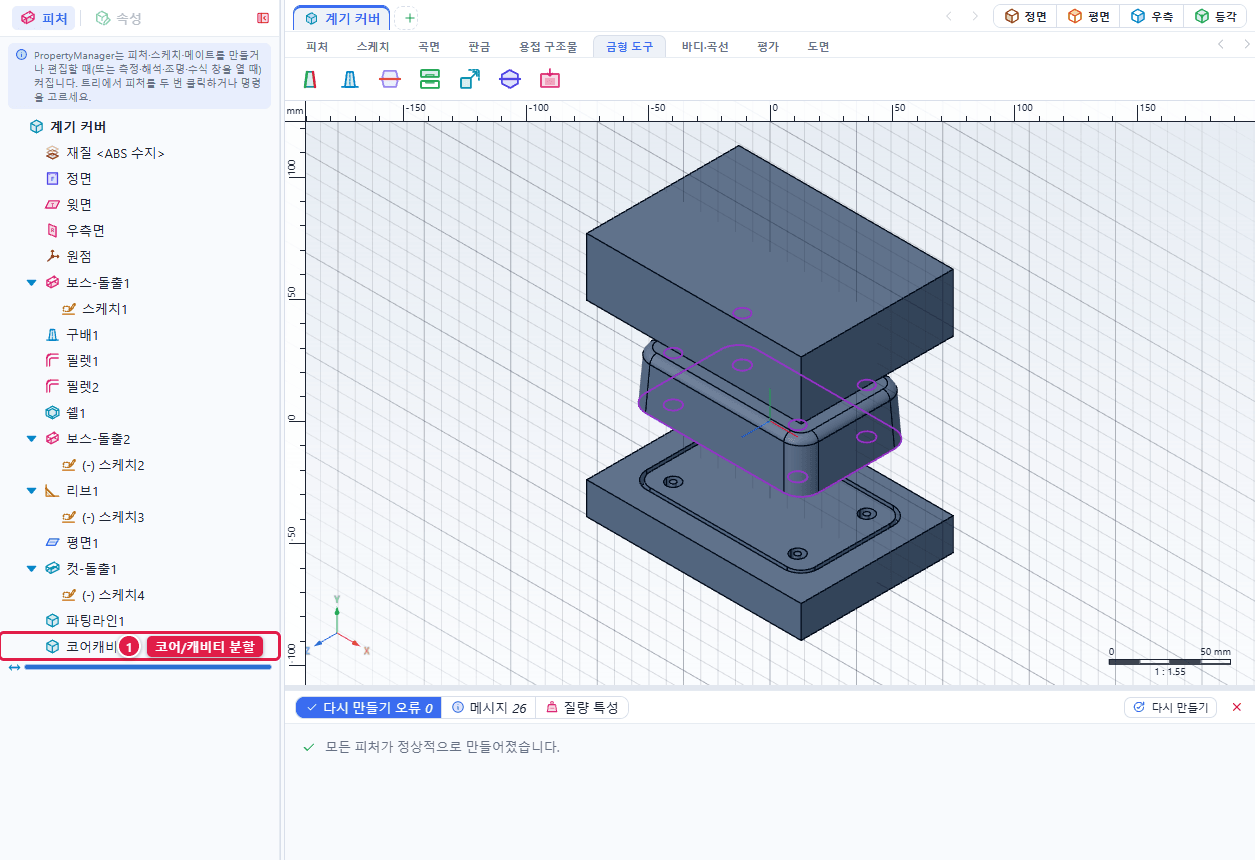 피처
속성
PropertyManager는 피처·스케치·메이트를 만들거
나 편집할 때(또는 측정·해석·조명·수식 창을 열 때)
켜집니다. 트리에서 피처를 두 번 클릭하거나 명령
을 고르세요.
계기 커버
재질 <ABS 수지>
정면
윗면
우측면
원점
보스-돌출1
스케치1
구배1
필렛1
필렛2
쉘1
보스-돌출2
(-) 스케치2
리브1
(-) 스케치3
평면1
컷-돌출1
(-) 스케치4
파팅라인1
코어캐비
1
코어/캐비티 분할
계기 커버
정면
평면
우측
등각
피처
스케치
곡면
판금
용접 구조물
금형 도구
바디·곡선
평가
도면
mm
-150
-100
-50
0
50
100
150
100
50
0
-50
-100
Y
Z
X
0
50 mm
1 : 1.55
다시 만들기 오류 0
메시지 26
질량 특성
다시 만들기
모든 피처가 정상적으로 만들어졌습니다.